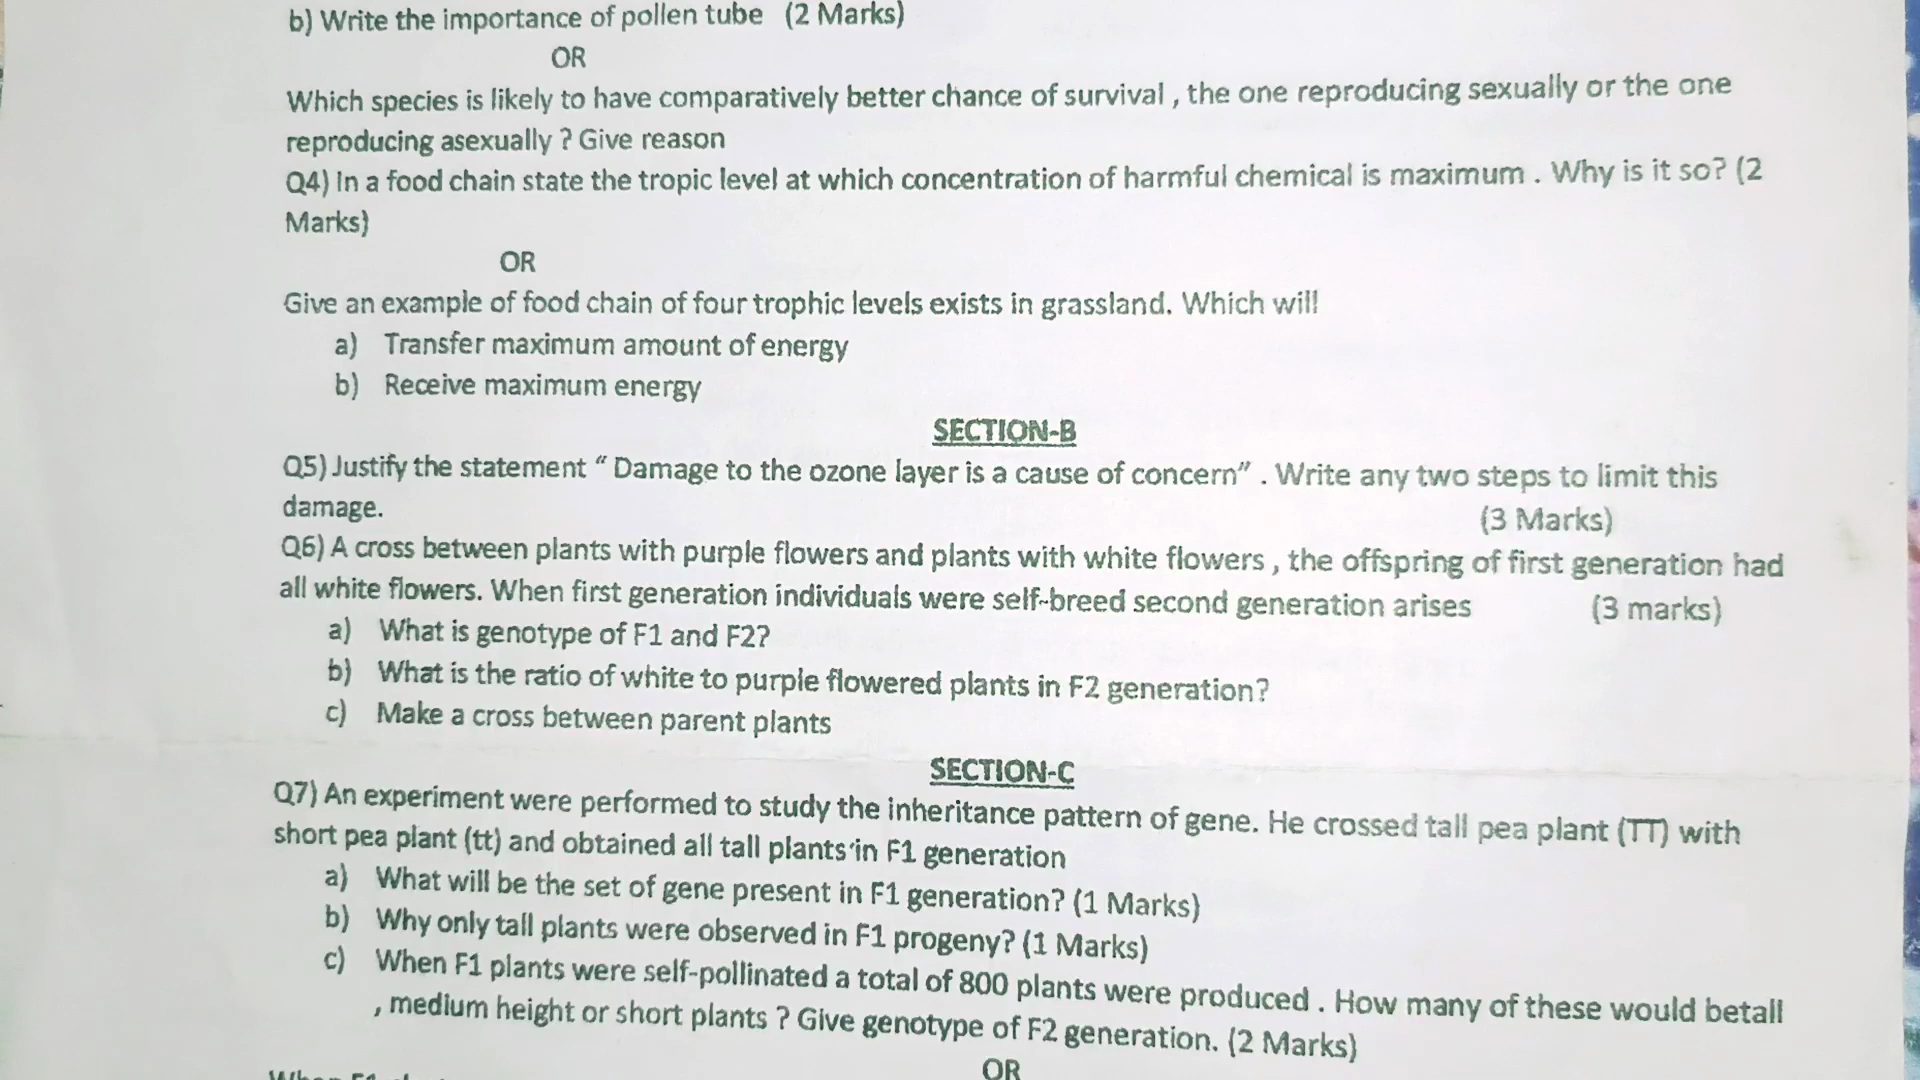 b) Write the importance of pollen tube (2 Marks)
OR
Which species is likely to have comparatively better chance of survival , the one reproducing sexually or the one
reproducing asexually ? Give reason
Q4) In a food chain state the tropic level at which concentration of harmful chemical is maximum . Why is it so? (2
Marks)
OR
Give an example of food chain of four trophic levels exists in grassland. Which will
a) Transfer maximum amount of energy
b) Receive maximum energy
SECTION-B
Q5) Justify the statement “ Damage to the ozone layer is a cause of concern” . Write any two steps to limit this
damage. (3 Marks)
Q6) A cross between plants with purple flowers and plants with white flowers , the offspring of first generation had
all white flowers. When first generation individuals were self-breed second generation arises (3 marks)
a) What is genotype of F1 and F2?
b) What is the ratio of white to purple flowered plants in F2 generation?
c) Make a cross between parent plants
SECTION-C
Q7) An experiment were performed to study the inheritance pattern of gene. He crossed tall pea plant (TT) with
short pea plant (tt) and obtained all tall plants in F1 generation
a) What will be the set of gene present in F1 generation? (1 Marks)
b) Why only tall plants were observed in F1 progeny? (1 Marks)
c) When F1 plants were self-pollinated a total of 800 plants were produced . How many of these would betall
, medium height or short plants ? Give genotype of F2 generation. (2 Marks)
OR